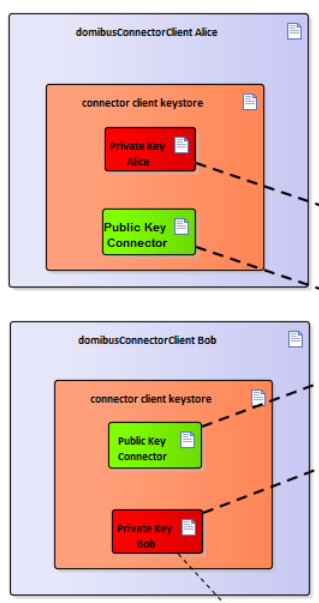 domibusConnectorClient Alice
connector client keystore
Private Key
Alice
Public Key
Connector
domibusConnectorClient Bob
connector client keystore
Public Key
Connector
Private Key
Bob